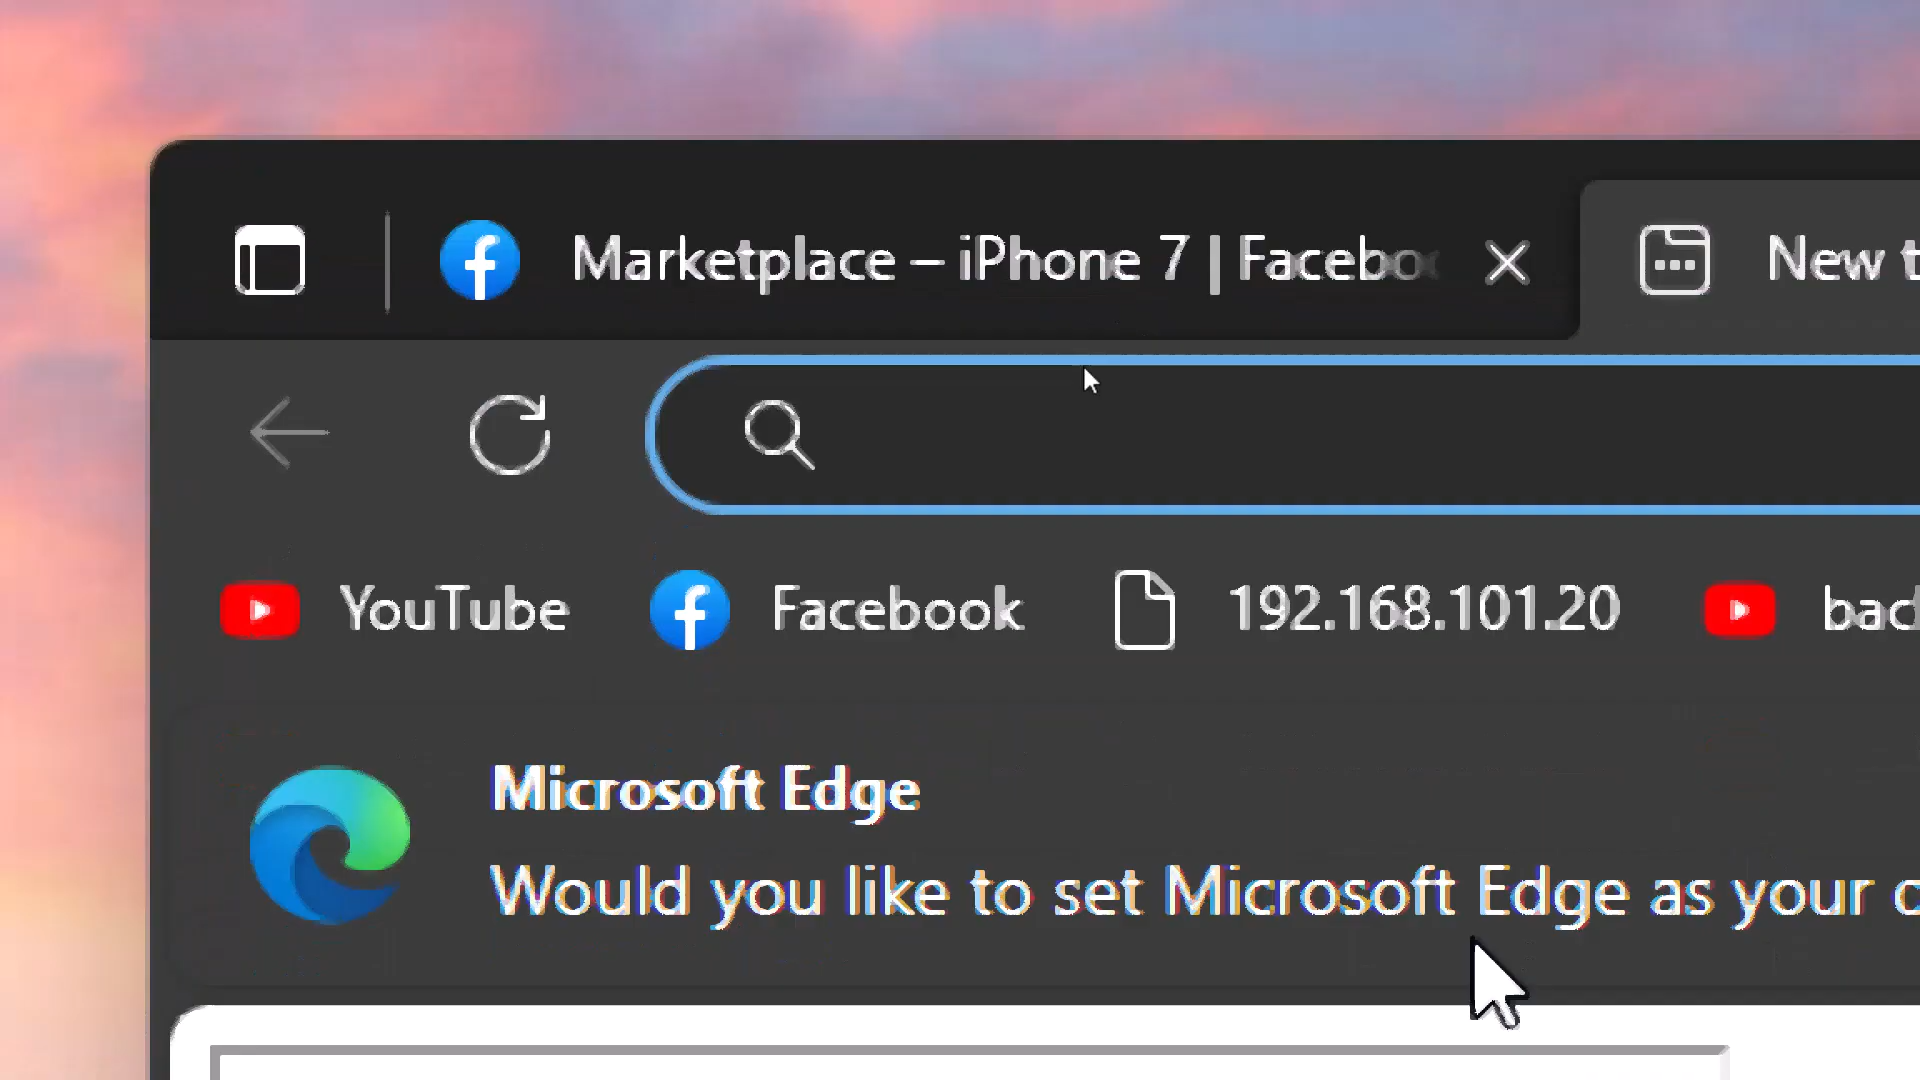 Marketplace – iPhone 7 | Facebo
New t
YouTube
Facebook
192.168.101.20
bac
Microsoft Edge
Would you like to set Microsoft Edge as your